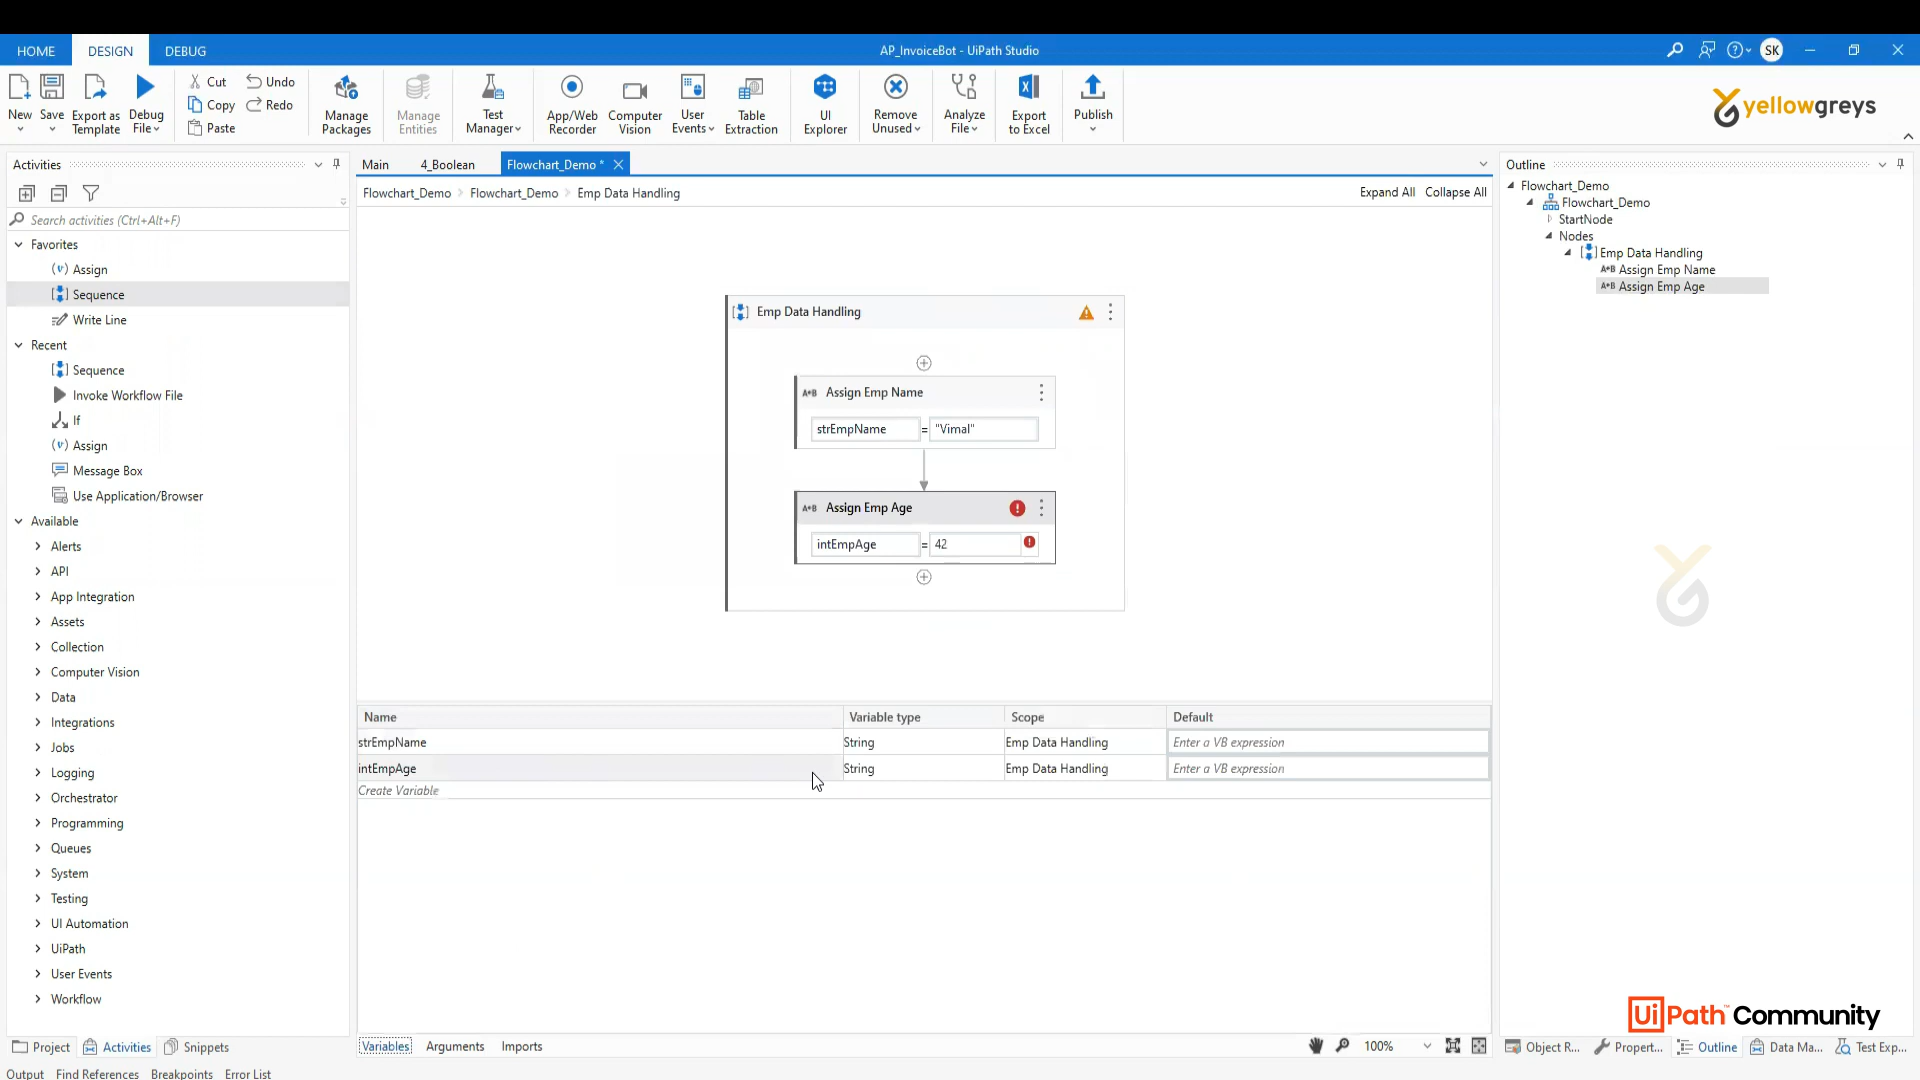 HOME DESIGN DEBUG AP_InvoiceBot - UiPath Studio SK
New Save Export as Template Debug File Cut Copy Paste Undo Redo Manage Packages Manage Entities Test Manager App/Web Recorder Computer Vision User Events Table Extraction UI Explorer Remove Unused Analyze File Export to Excel Publish
yellowgreys
Activities
Search activities (Ctrl+Alt+F)
Favorites
(v) Assign
Sequence
Write Line
Recent
Sequence
Invoke Workflow File
If
(v) Assign
Message Box
Use Application/Browser
Available
Alerts
API
App Integration
Assets
Collection
Computer Vision
Data
Integrations
Jobs
Logging
Orchestrator
Programming
Queues
System
Testing
UI Automation
UiPath
User Events
Workflow
Project Activities Snippets
Main 4_Boolean Flowchart_Demo *
Flowchart_Demo > Flowchart_Demo > Emp Data Handling Expand All Collapse All
Emp Data Handling
A+B Assign Emp Name
strEmpName = "Vimal"
A+B Assign Emp Age
intEmpAge = 42
Name Variable type Scope Default
strEmpName String Emp Data Handling Enter a VB expression
intEmpAge String Emp Data Handling Enter a VB expression
Create Variable
Variables Arguments Imports 100%
Outline
Flowchart_Demo
Flowchart_Demo
StartNode
Nodes
Emp Data Handling
A+B Assign Emp Name
A+B Assign Emp Age
UiPath™ Community
Object R... Propert... Outline Data Ma... Test Exp...
Output Find References Breakpoints Error List